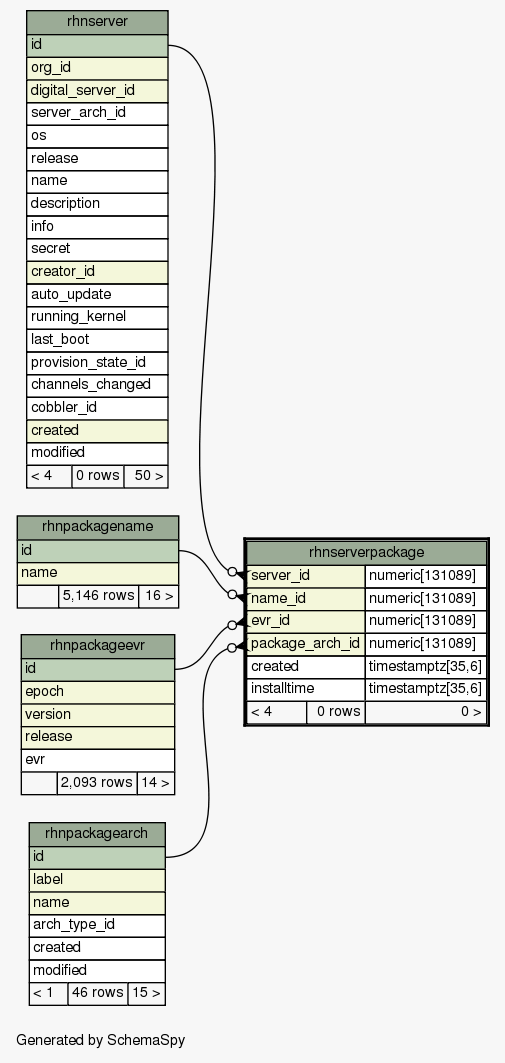 rhnserver
id
org_id
digital_server_id
server_arch_id
os
release
name
description
info
secret
creator_id
auto_update
running_kernel
last_boot
provision_state_id
channels_changed
cobbler_id
created
modified
< 4 0 rows 50 >
rhnpackagename
id
name
5,146 rows 16 >
rhnpackageevr
id
epoch
version
release
evr
2,093 rows 14 >
rhnpackagearch
id
label
name
arch_type_id
created
modified
< 1 46 rows 15 >
rhnserverpackage
server_id numeric[131089]
name_id numeric[131089]
evr_id numeric[131089]
package_arch_id numeric[131089]
created timestamptz[35,6]
installtime timestamptz[35,6]
< 4 0 rows 0 >
Generated by SchemaSpy